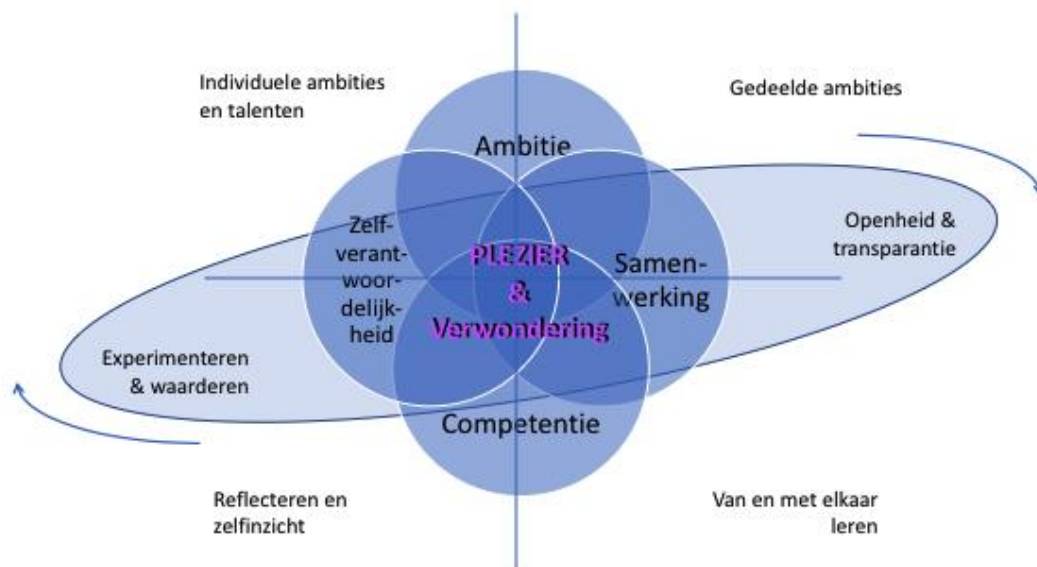 Individuele ambities
en talenten
Gedeelde ambities
Ambitie
Zelf-
verant-
woor-
delijk-
heid
PLEZIER
&
Verwondering
Samen-
werking
Openheid &
transparantie
Experimenteren
& waarderen
Competentie
Reflecteren en
zelfinzicht
Van en met elkaar
leren